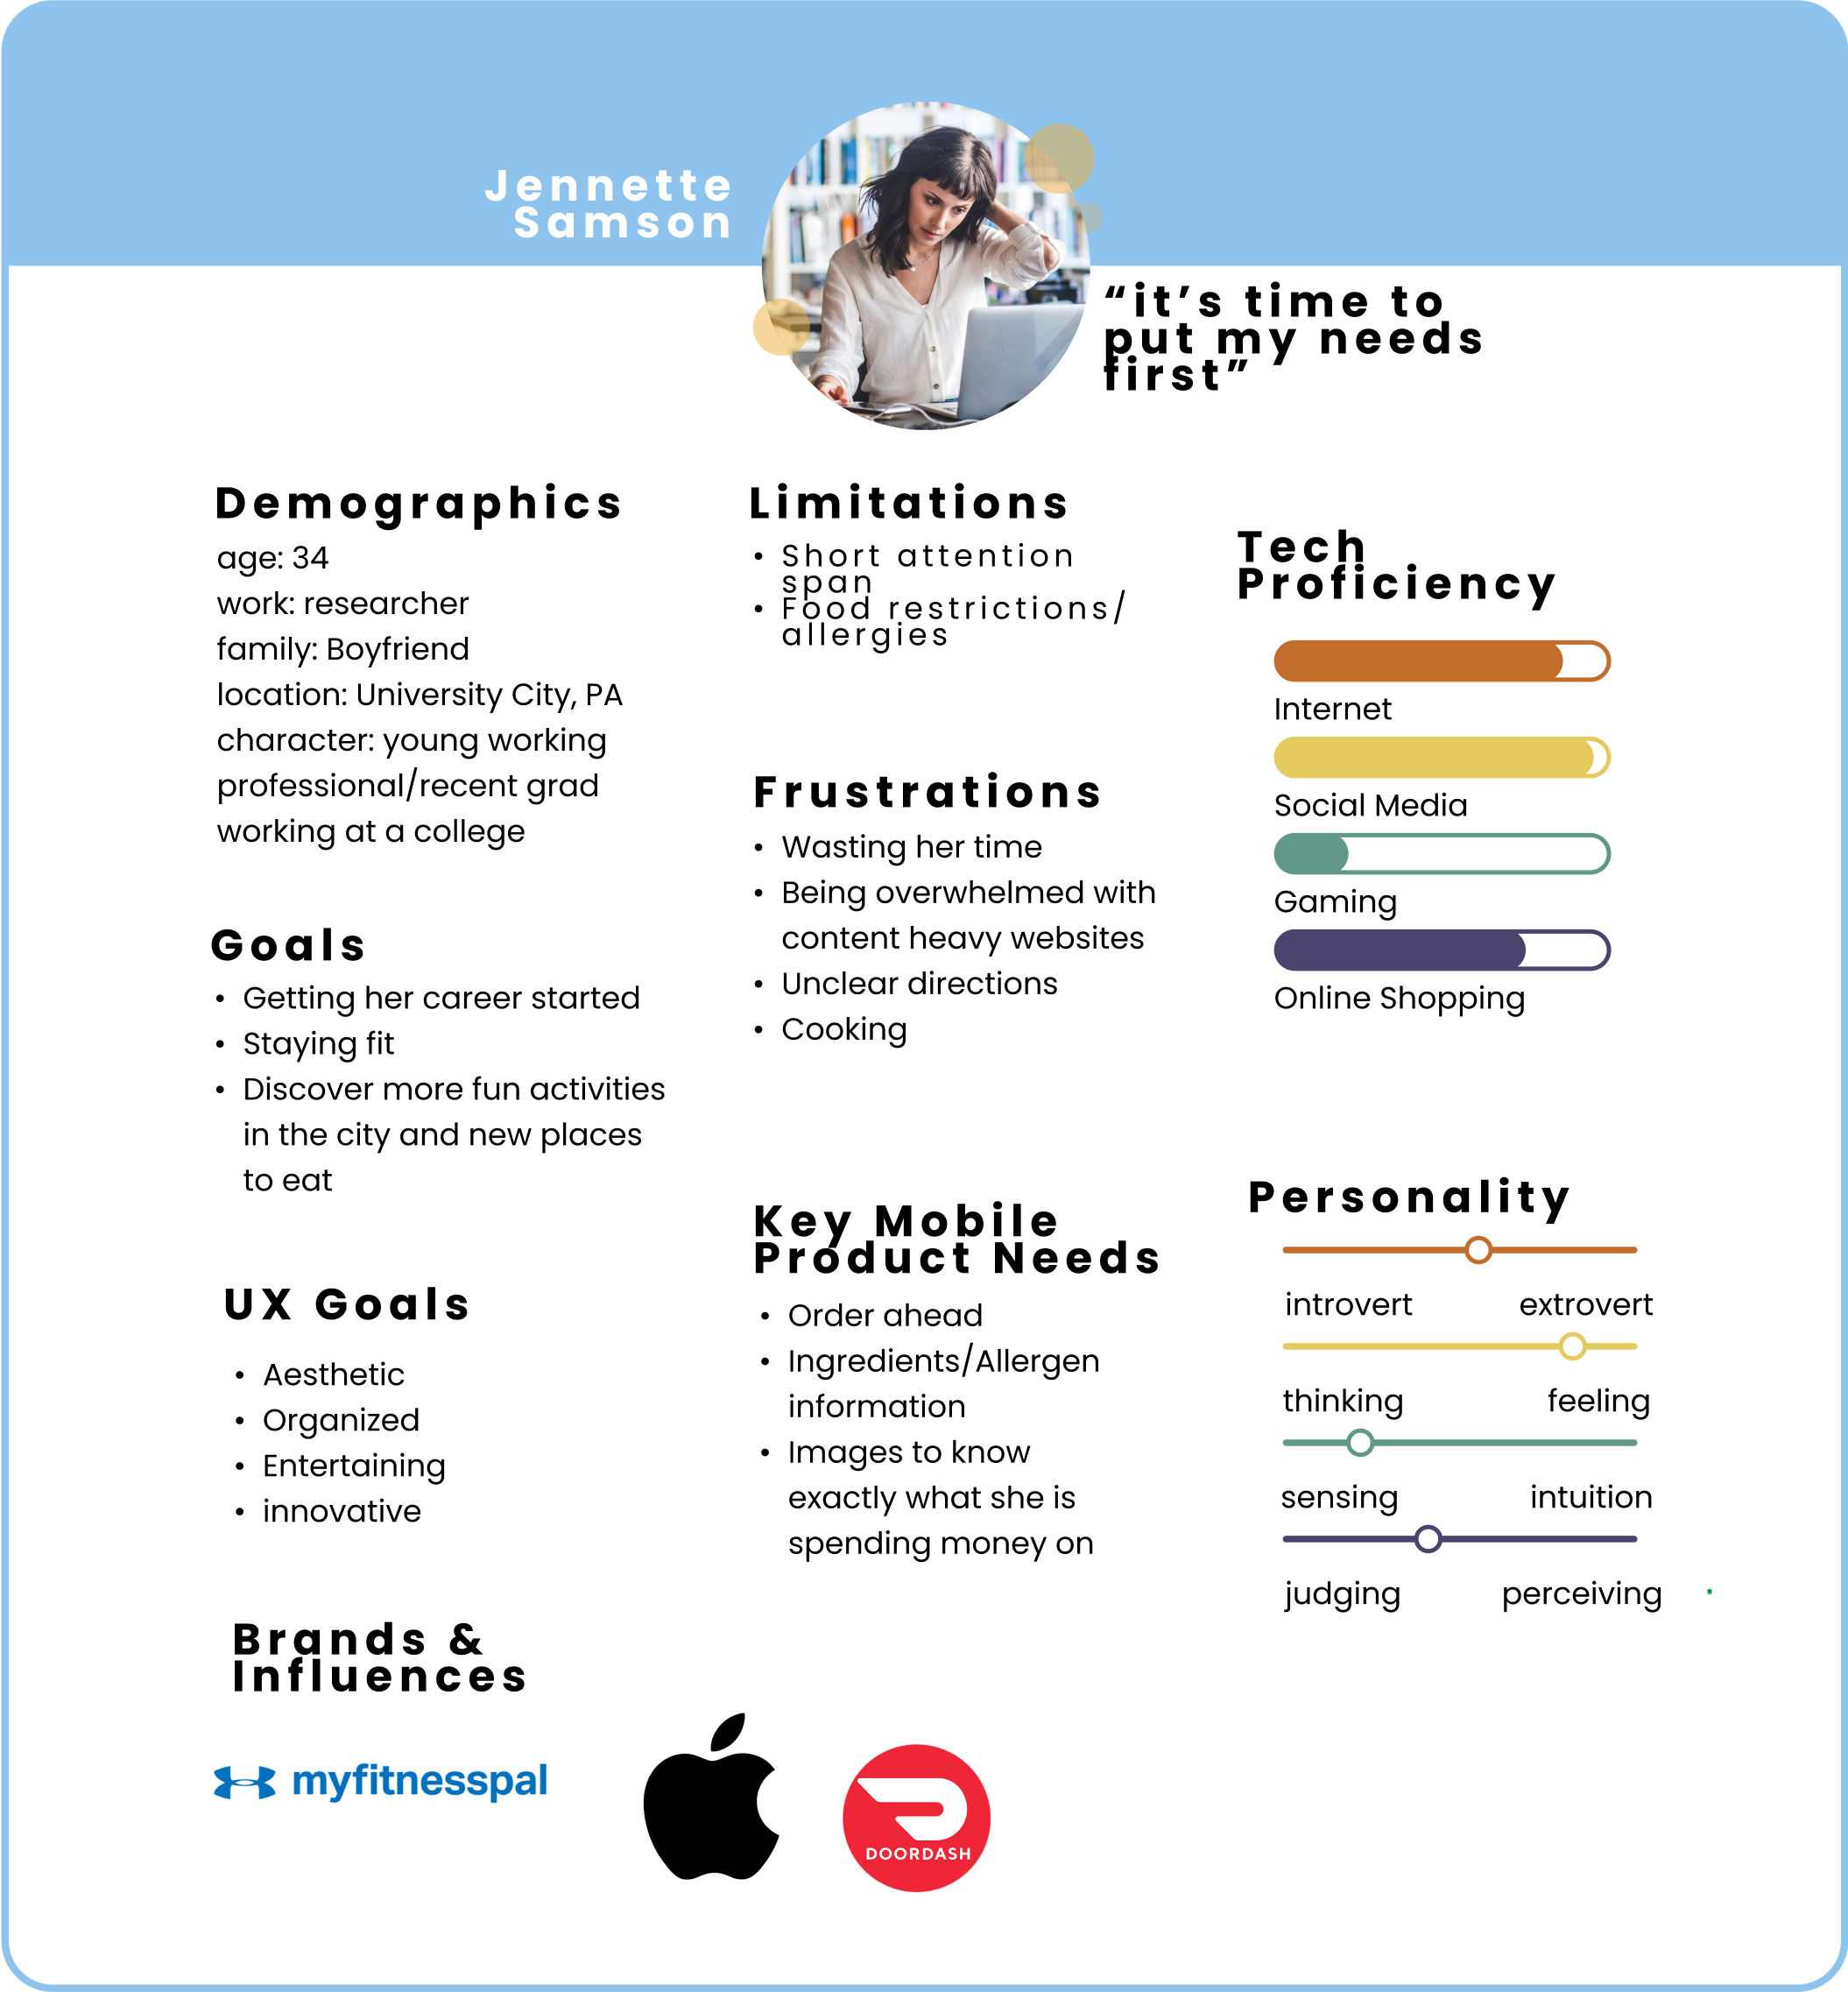 Jennette
Samson
“it’s time to
put my needs
first”
Demographics
age: 34
work: researcher
family: Boyfriend
location: University City, PA
character: young working
professional/recent grad
working at a college
Goals
• Getting her career started
• Staying fit
• Discover more fun activities
in the city and new places
to eat
UX Goals
• Aesthetic
• Organized
• Entertaining
• innovative
Brands &
Influences
myfitnesspal
DOORDASH
Limitations
• Short attention
span
• Food restrictions/
allergies
Frustrations
• Wasting her time
• Being overwhelmed with
content heavy websites
• Unclear directions
• Cooking
Key Mobile
Product Needs
• Order ahead
• Ingredients/Allergen
information
• Images to know
exactly what she is
spending money on
Tech
Proficiency
Internet
Social Media
Gaming
Online Shopping
Personality
introvert extrovert
thinking feeling
sensing intuition
judging perceiving